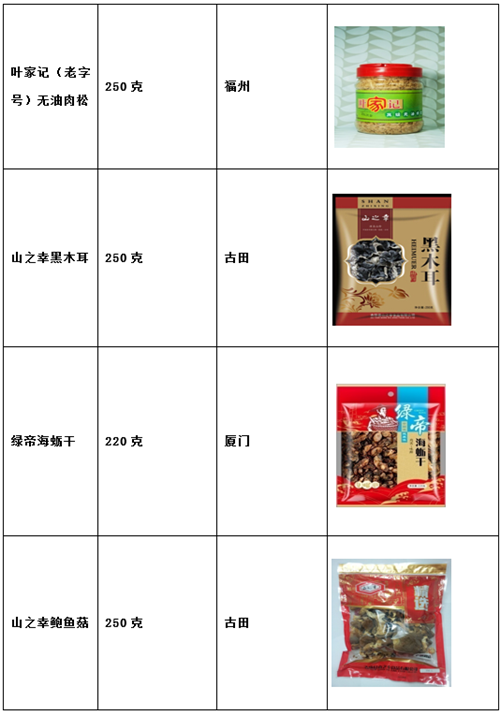 叶家记（老字
号）无油肉松
250 克
福州
叶家记
山之幸黑木耳
250 克
古田
SHAN
山之幸
黑木耳
HEIMUER
绿帝海蛎干
220 克
厦门
绿帝
海蛎干
山之幸鲍鱼菇
250 克
古田